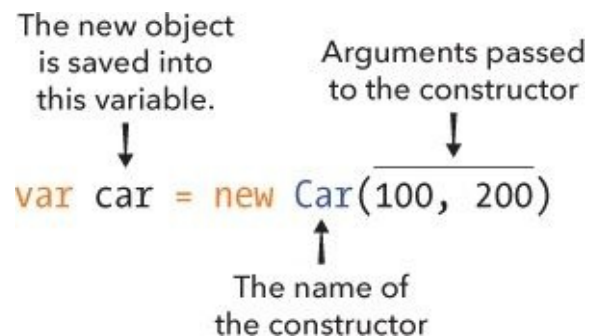 The new object
is saved into
this variable.
Arguments passed
to the constructor
var car = new Car(100, 200)
The name of
the constructor